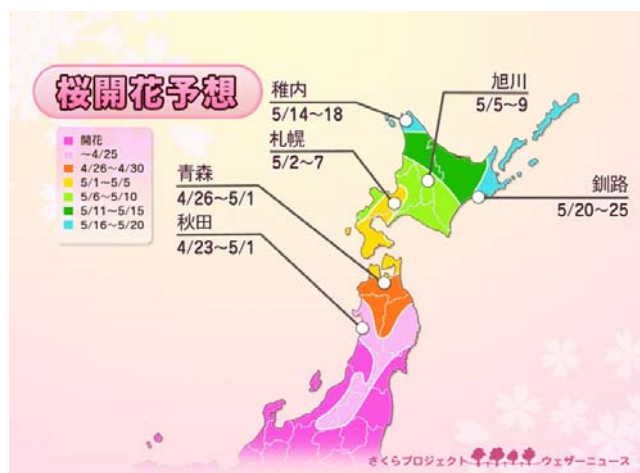 桜開花予想
開花
～4/25
4/26～4/30
5/1～5/5
5/6～5/10
5/11～5/15
5/16～5/20
稚内
5/14～18
旭川
5/5～9
札幌
5/2～7
青森
4/26～5/1
釧路
5/20～25
秋田
4/23～5/1
さくらプロジェクト ウェザーニュース